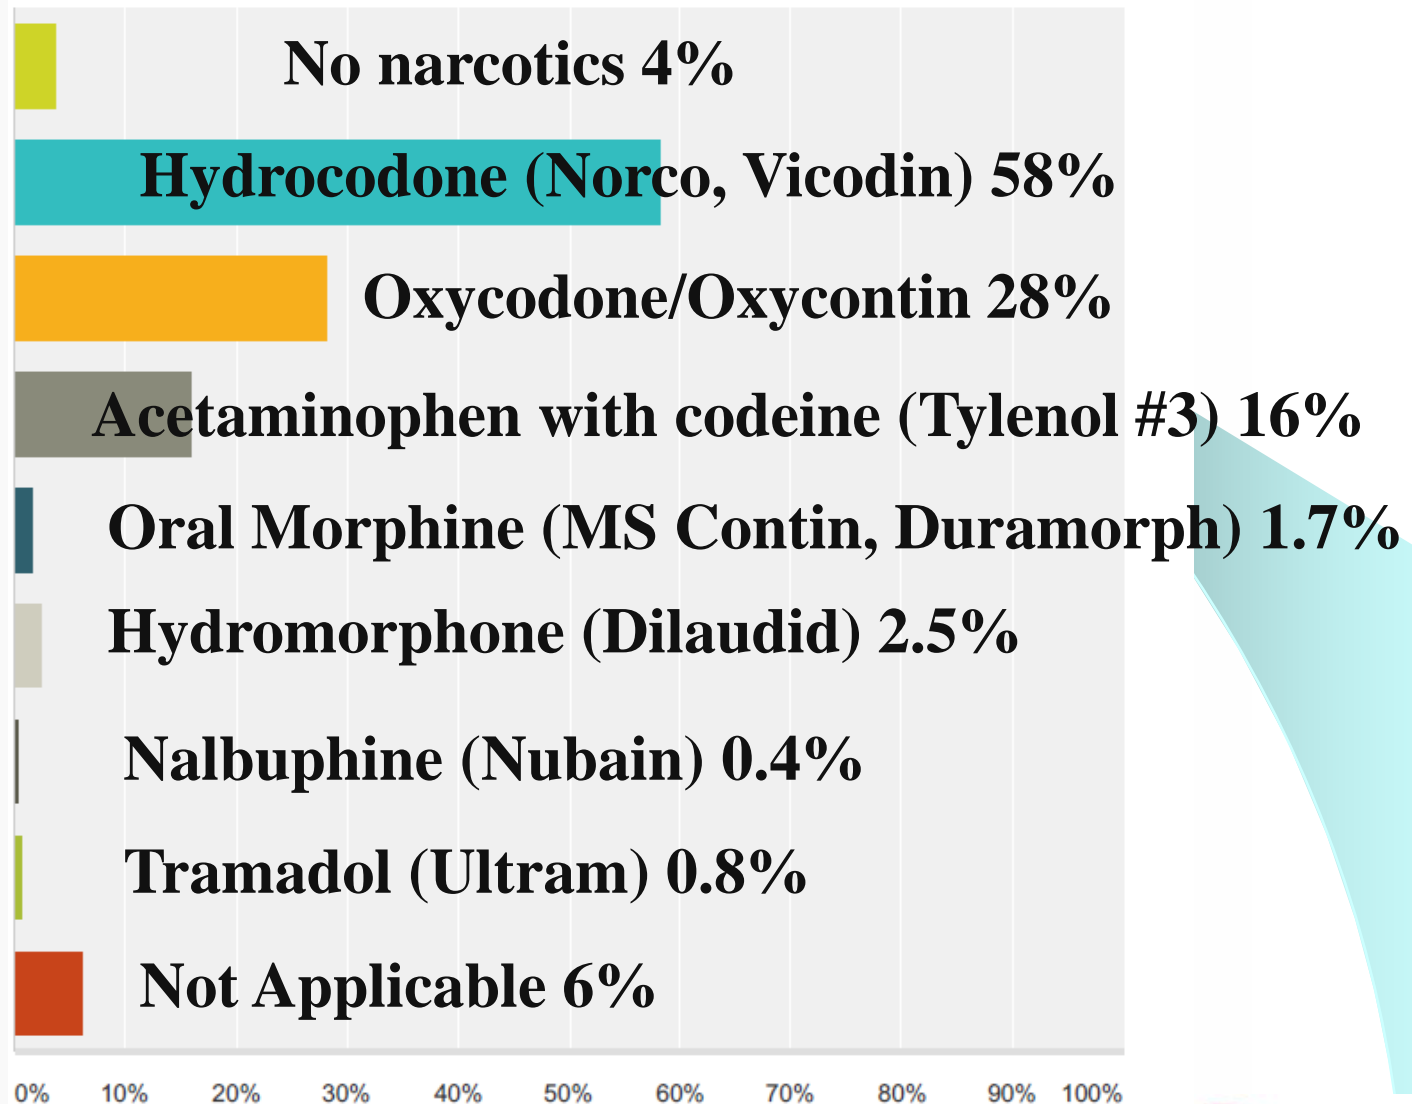 No narcotics 4%
Hydrocodone (Norco, Vicodin) 58%
Oxycodone/Oxycontin 28%
Acetaminophen with codeine (Tylenol #3) 16%
Oral Morphine (MS Contin, Duramorph) 1.7%
Hydromorphone (Dilaudid) 2.5%
Nalbuphine (Nubain) 0.4%
Tramadol (Ultram) 0.8%
Not Applicable 6%
0% 10% 20% 30% 40% 50% 60% 70% 80% 90% 100%